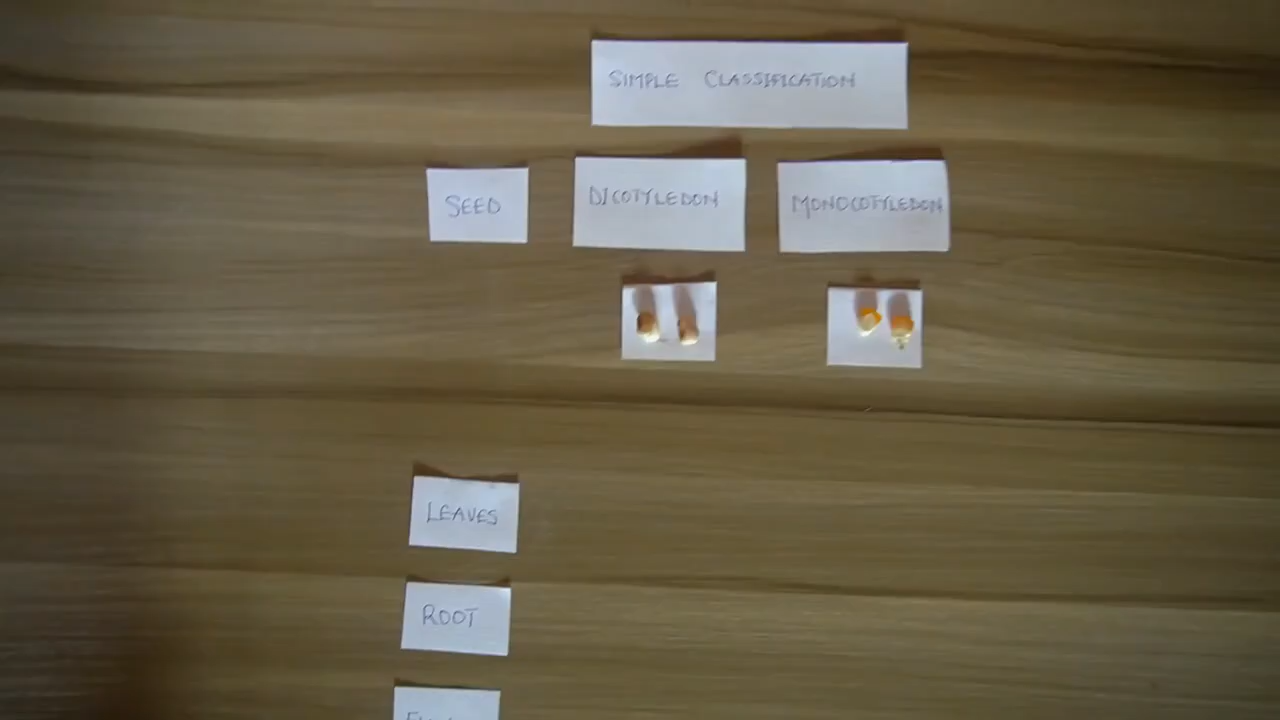 SIMPLE CLASSIFICATION
SEED
DICOTYLEDON
MONOCOTYLEDON
LEAVES
ROOT